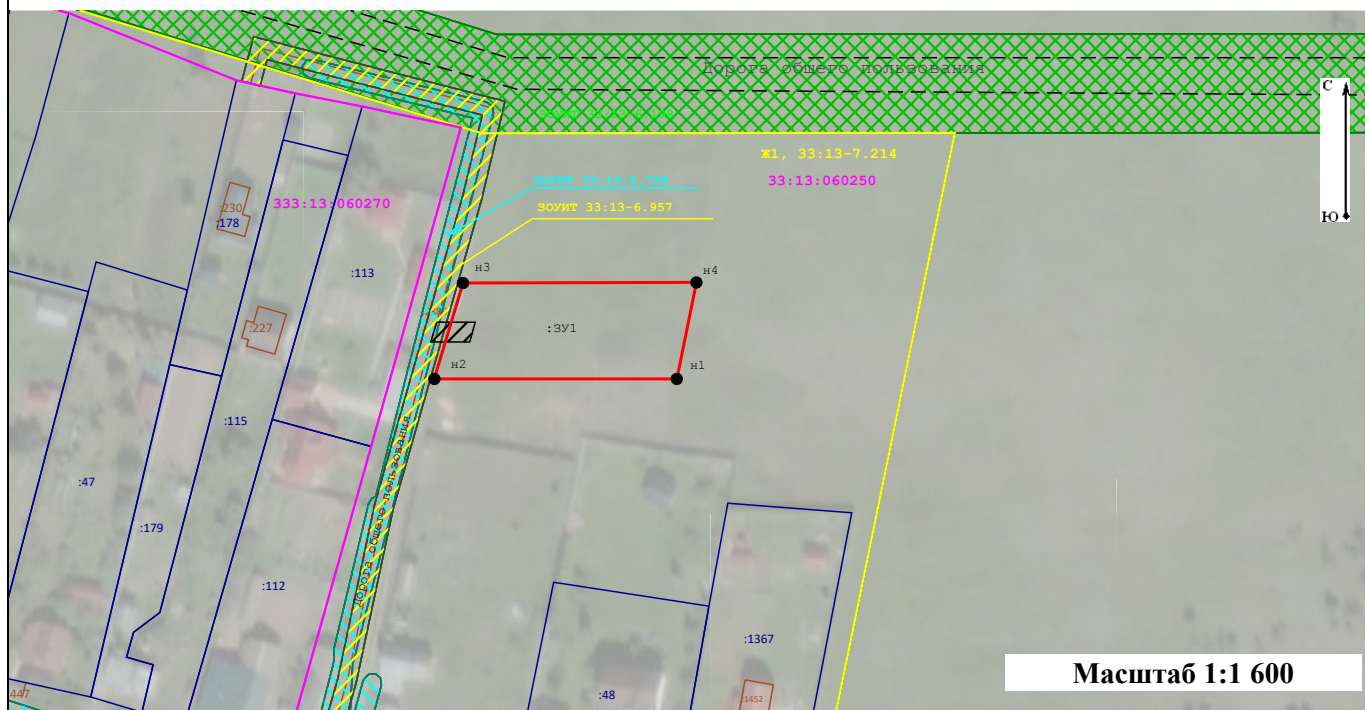 Дорога общего пользования
С
Ю
Ж1, 33:13-7.214
33:13:060250
ЗОУИТ 33:13-6.768
ЗОУИТ 33:13-6.957
333:13:060270
:230
:178
:113
:227
н3
н4
:ЗУ1
н2
н1
:115
:47
:179
:112
Дорога общего пользования
:1367
:48
:1452
447
Масштаб 1:1 600